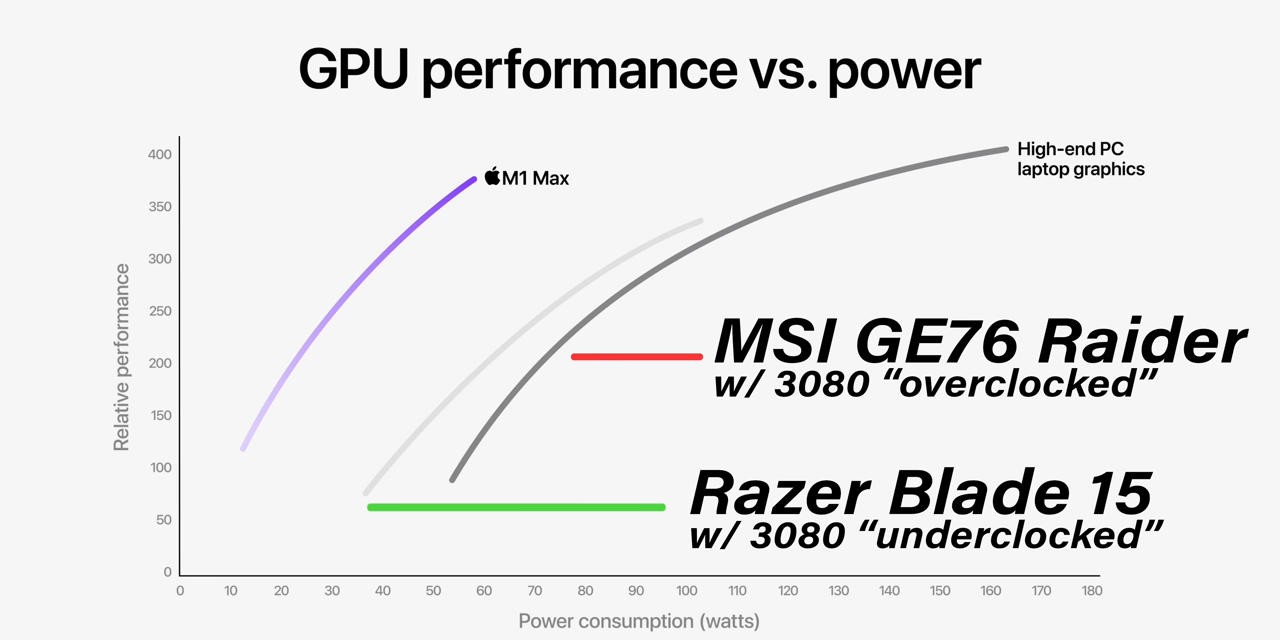 GPU performance vs. power
400
350
300
250
200
150
100
50
0
Relative performance
M1 Max
High-end PC
laptop graphics
MSI GE76 Raider
w/ 3080 “overclocked”
Razer Blade 15
w/ 3080 “underclocked”
0 10 20 30 40 50 60 70 80 90 100 110 120 130 140 150 160 170 180
Power consumption (watts)